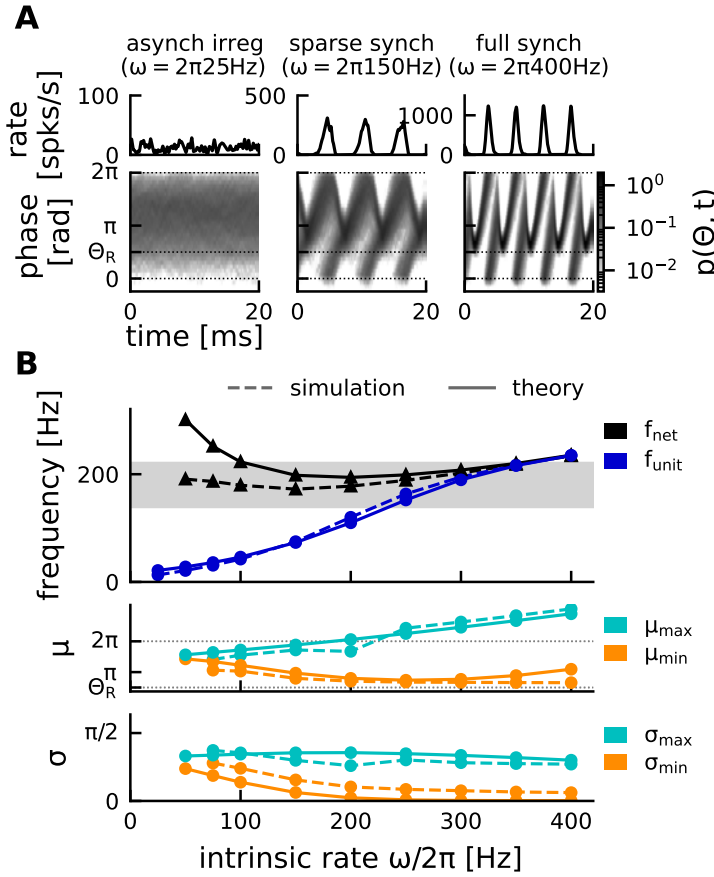 A
asynch irreg sparse synch full synch
(ω = 2π25Hz) (ω = 2π150Hz) (ω = 2π400Hz)
rate
[spks/s]
100
0
500
0
1000
0
phase
[rad]
2π
π
Θ_R
0
10⁰
10⁻¹
10⁻²
p(Θ, t)
0 20 0 20 0 20
time [ms]
B
simulation theory
frequency [Hz]
200
0
f_net
f_unit
μ
2π
π
Θ_R
μ_max
μ_min
σ
π/2
0
σ_max
σ_min
0 100 200 300 400
intrinsic rate ω/2π [Hz]